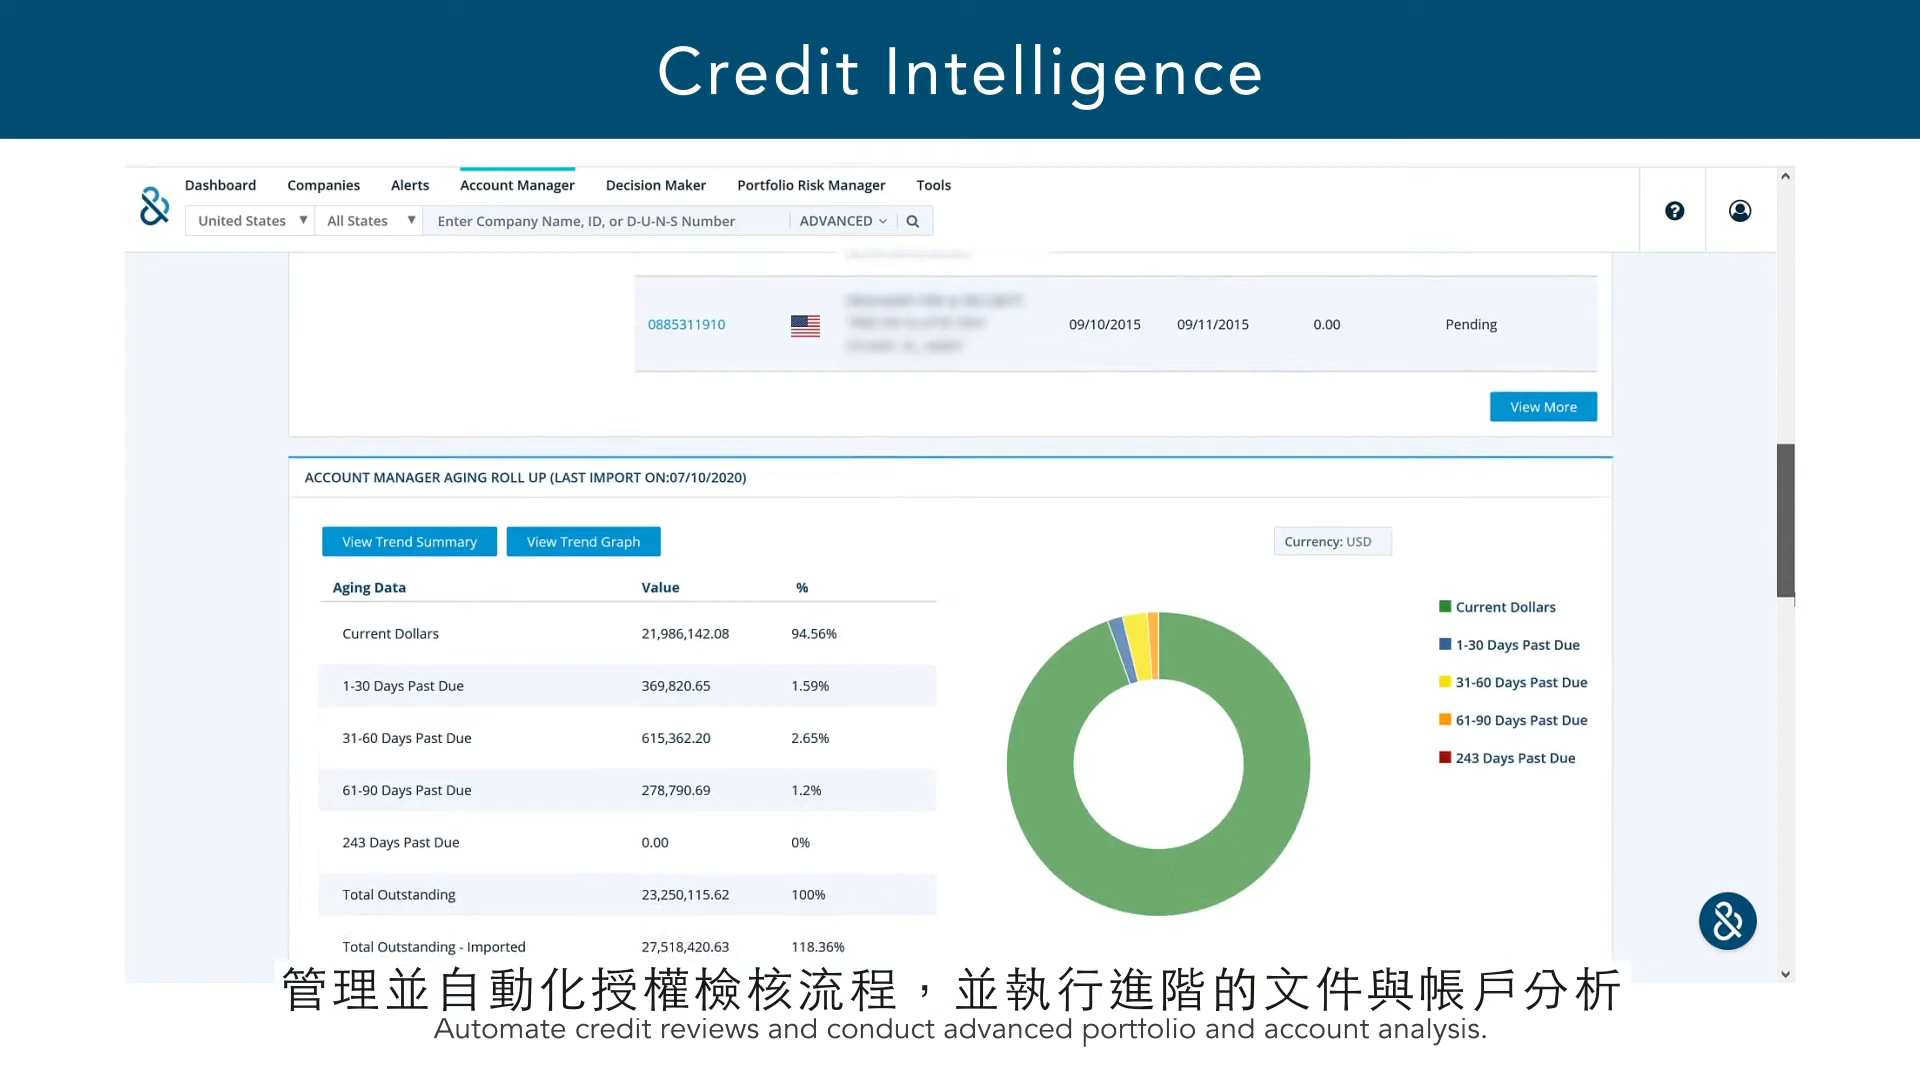 Credit Intelligence
Dashboard Companies Alerts Account Manager Decision Maker Portfolio Risk Manager Tools
United States All States Enter Company Name, ID, or D-U-N-S Number ADVANCED
0885311910 09/10/2015 09/11/2015 0.00 Pending
View More
ACCOUNT MANAGER AGING ROLL UP (LAST IMPORT ON:07/10/2020)
View Trend Summary View Trend Graph Currency: USD
Aging Data Value %
Current Dollars 21,986,142.08 94.56%
1-30 Days Past Due 369,820.65 1.59%
31-60 Days Past Due 615,362.20 2.65%
61-90 Days Past Due 278,790.69 1.2%
243 Days Past Due 0.00 0%
Total Outstanding 23,250,115.62 100%
Total Outstanding - Imported 27,518,420.63 118.36%
Current Dollars
1-30 Days Past Due
31-60 Days Past Due
61-90 Days Past Due
243 Days Past Due
管理並自動化授權檢核流程，並執行進階的文件與帳戶分析
Automate credit reviews and conduct advanced portfolio and account analysis.